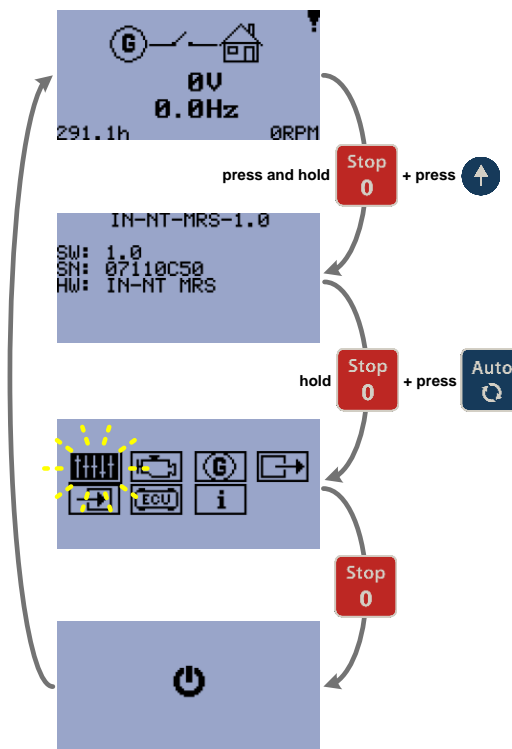 G
0V
0.0Hz
291.1h 0RPM
press and hold Stop 0 + press
IN-NT-MRS-1.0
SW: 1.0
SN: 07110C50
HW: IN-NT MRS
hold Stop 0 + press Auto
G
ECU i
Stop
0